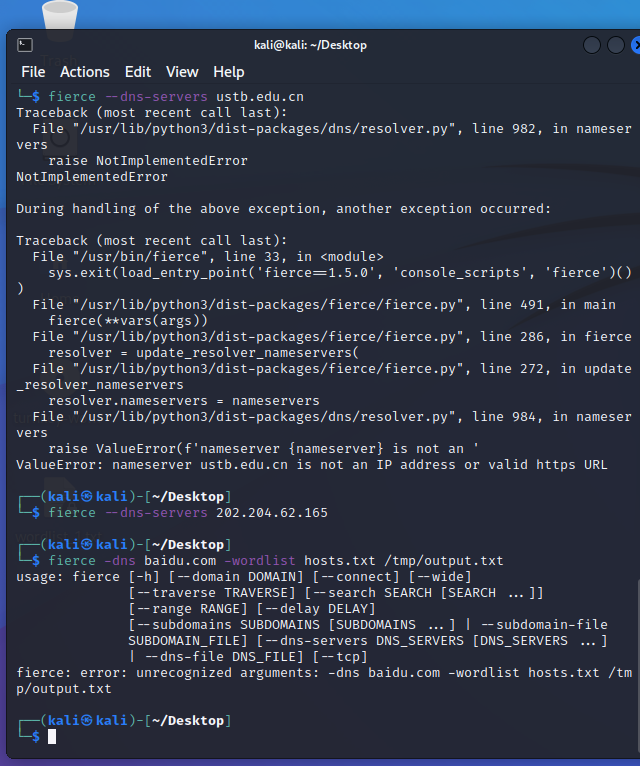 kali@kali: ~/Desktop
File Actions Edit View Help
└─$ fierce --dns-servers ustb.edu.cn
Traceback (most recent call last):
  File "/usr/lib/python3/dist-packages/dns/resolver.py", line 982, in nameser
vers
    raise NotImplementedError
NotImplementedError

During handling of the above exception, another exception occurred:

Traceback (most recent call last):
  File "/usr/bin/fierce", line 33, in <module>
    sys.exit(load_entry_point('fierce==1.5.0', 'console_scripts', 'fierce')()
)
  File "/usr/lib/python3/dist-packages/fierce/fierce.py", line 491, in main
    fierce(**vars(args))
  File "/usr/lib/python3/dist-packages/fierce/fierce.py", line 286, in fierce
    resolver = update_resolver_nameservers(
  File "/usr/lib/python3/dist-packages/fierce/fierce.py", line 272, in update
_resolver_nameservers
    resolver.nameservers = nameservers
  File "/usr/lib/python3/dist-packages/dns/resolver.py", line 984, in nameser
vers
    raise ValueError(f'nameserver {nameserver} is not an '
ValueError: nameserver ustb.edu.cn is not an IP address or valid https URL

┌──(kali㉿kali)-[~/Desktop]
└─$ fierce --dns-servers 202.204.62.165

┌──(kali㉿kali)-[~/Desktop]
└─$ fierce -dns baidu.com -wordlist hosts.txt /tmp/output.txt
usage: fierce [-h] [--domain DOMAIN] [--connect] [--wide]
              [--traverse TRAVERSE] [--search SEARCH [SEARCH ...]]
              [--range RANGE] [--delay DELAY]
              [--subdomains SUBDOMAINS [SUBDOMAINS ...] | --subdomain-file
              SUBDOMAIN_FILE] [--dns-servers DNS_SERVERS [DNS_SERVERS ...]
              | --dns-file DNS_FILE] [--tcp]
fierce: error: unrecognized arguments: -dns baidu.com -wordlist hosts.txt /tm
p/output.txt

┌──(kali㉿kali)-[~/Desktop]
└─$